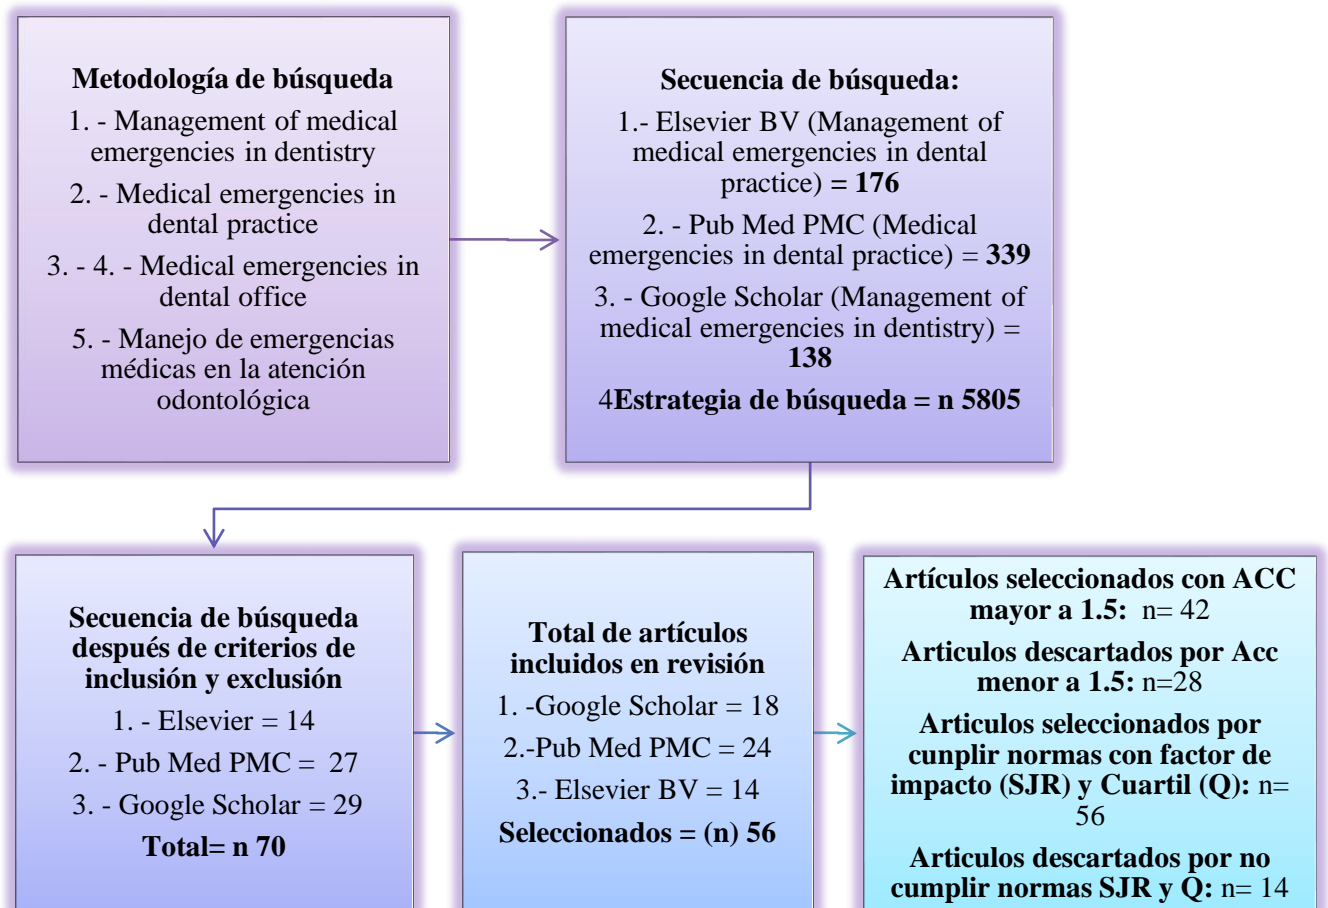 Metodología de búsqueda
1. - Management of medical
emergencies in dentistry
2. - Medical emergencies in
dental practice
3. - 4. - Medical emergencies in
dental office
5. - Manejo de emergencias
médicas en la atención
odontológica
Secuencia de búsqueda:
1.- Elsevier BV (Management of
medical emergencies in dental
practice) = 176
2. - Pub Med PMC (Medical
emergencies in dental practice) = 339
3. - Google Scholar (Management of
medical emergencies in dentistry) =
138
4Estrategia de búsqueda = n 5805
Secuencia de búsqueda
después de criterios de
inclusión y exclusión
1. - Elsevier = 14
2. - Pub Med PMC = 27
3. - Google Scholar = 29
Total= n 70
Total de artículos
incluidos en revisión
1. -Google Scholar = 18
2.-Pub Med PMC = 24
3.- Elsevier BV = 14
Seleccionados = (n) 56
Artículos seleccionados con ACC
mayor a 1.5: n= 42
Articulos descartados por Acc
menor a 1.5: n=28
Articulos seleccionados por
cunplir normas con factor de
impacto (SJR) y Cuartil (Q): n=
56
Articulos descartados por no
cumplir normas SJR y Q: n= 14